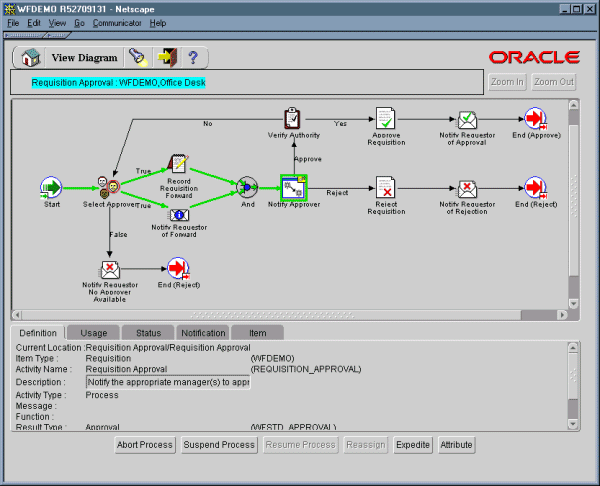 WFDEMO R52709131 - Netscape
File Edit View Go Communicator Help
View Diagram
?
ORACLE
Requisition Approval : WFDEMO,Office Desk
Zoom In Zoom Out
No
Verify Authority
Yes
Approve
Requisition
Notify Requestor
of Approval
End (Approve)
Approve
True
Record
Requisition
Forward
Start
Select Approver
True
Notify Requestor
of Forward
And
Notify Approver
Reject
Reject
Requisition
Notify Requestor
of Rejection
End (Reject)
False
Notify Requestor
No Approver
Available
End (Reject)
Definition Usage Status Notification Item
Current Location : Requisition Approval/Requisition Approval
Item Type : Requisition (WFDEMO)
Activity Name : Requisition Approval (REQUISITION_APPROVAL)
Description : Notify the appropriate manager(s) to appr
Activity Type : Process
Message :
Function :
Result Type : Approval (WFSTD_APPROVAL)
Abort Process Suspend Process Resume Process Reassign Expedite Attribute